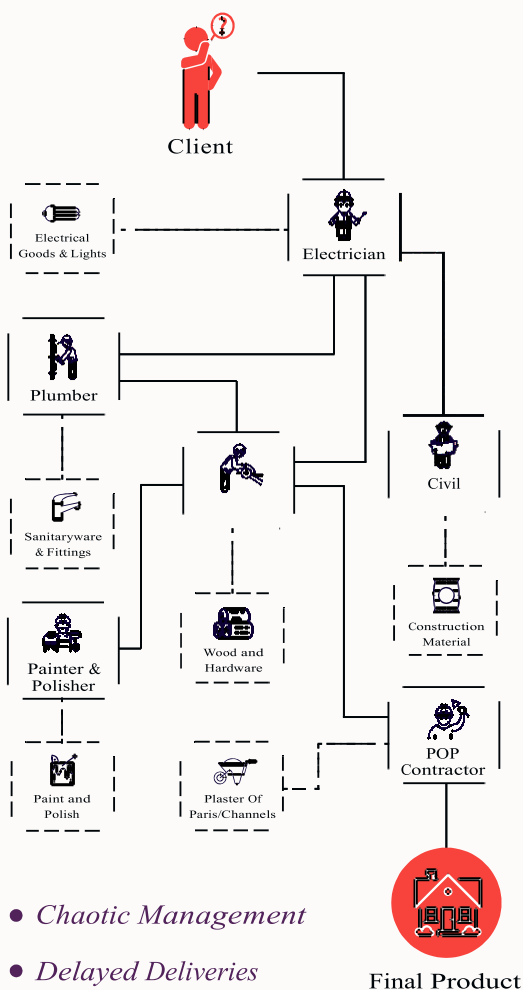 ?
Client
Electrical
Goods & Lights
Electrician
Plumber
Civil
Sanitaryware
& Fittings
Construction
Material
Wood and
Hardware
Painter &
Polisher
POP
Contractor
Paint and
Polish
Plaster Of
Paris/Channels
• Chaotic Management
• Delayed Deliveries
Final Product